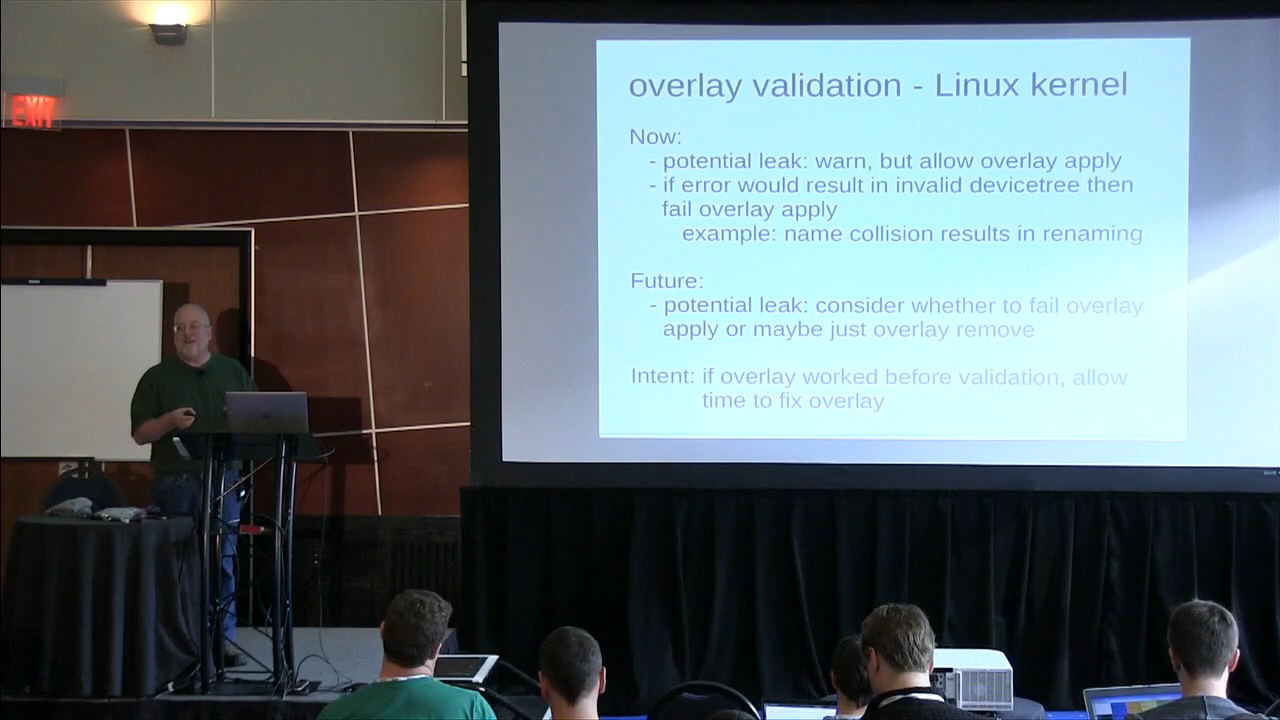 EXIT
overlay validation - Linux kernel
Now:
- potential leak: warn, but allow overlay apply
- if error would result in invalid devicetree then
fail overlay apply
example: name collision results in renaming
Future:
- potential leak: consider whether to fail overlay
apply or maybe just overlay remove
Intent: if overlay worked before validation, allow
time to fix overlay